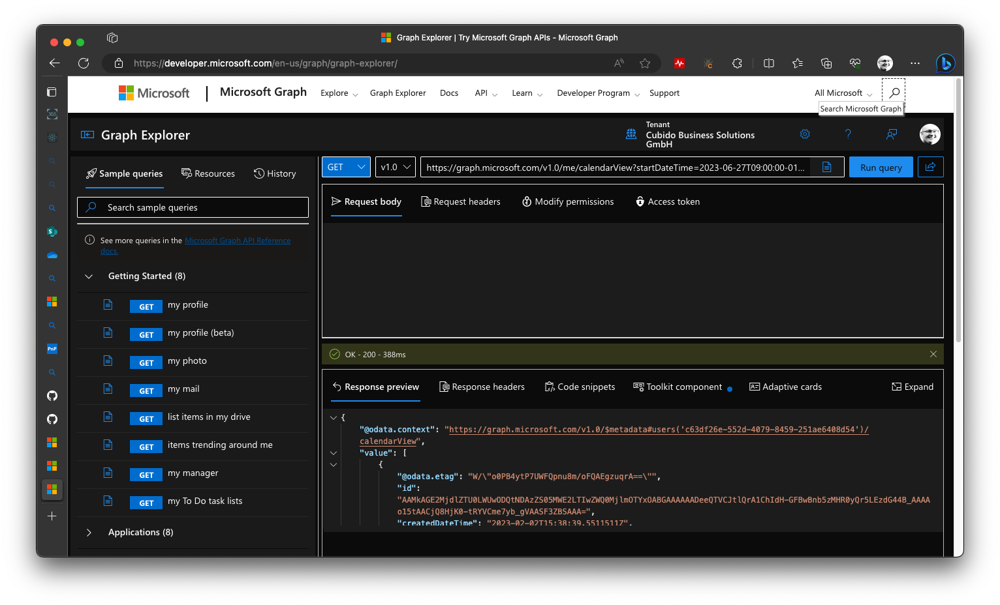 Graph Explorer | Try Microsoft Graph APIs - Microsoft Graph
https://developer.microsoft.com/en-us/graph/graph-explorer/
Microsoft
Microsoft Graph
Explore
Graph Explorer
Docs
API
Learn
Developer Program
Support
All Microsoft
Search Microsoft Graph
Graph Explorer
Tenant
Cubido Business Solutions
GmbH
Sample queries
Resources
History
Search sample queries
See more queries in the Microsoft Graph API Reference
docs.
Getting Started (8)
GET my profile
GET my profile (beta)
GET my photo
GET my mail
GET list items in my drive
GET items trending around me
GET my manager
GET my To Do task lists
Applications (8)
GET
v1.0
https://graph.microsoft.com/v1.0/me/calendarView?startDateTime=2023-06-27T09:00:00-01...
Run query
Request body
Request headers
Modify permissions
Access token
OK - 200 - 388ms
Response preview
Response headers
Code snippets
Toolkit component
Adaptive cards
Expand
{
"@odata.context": "https://graph.microsoft.com/v1.0/$metadata#users('c63df26e-552d-4079-8459-251ae6408d54')/
calendarView",
"value": [
{
"@odata.etag": "W/\"o0PB4ytP7UWFQpnu8m/oFQAEgzuqrA==\"",
"id":
"AAMkAGE2MjdlZTU0LWUwODQtNDAzZS05MWE2LTIwZWQ0MjlmOTYxOABGAAAAAADeeQTVCJtlQrA1ChIdH-GFBwBnb5zMHR0yQr5LEzdG44B_AAAA
o15tAACjQ8HjK0-tRYVCme7yb_gVAASF3ZBSAAA=",
"createdDateTime": "2023-02-02T15:38:39.5511511Z",
365
S
PnP